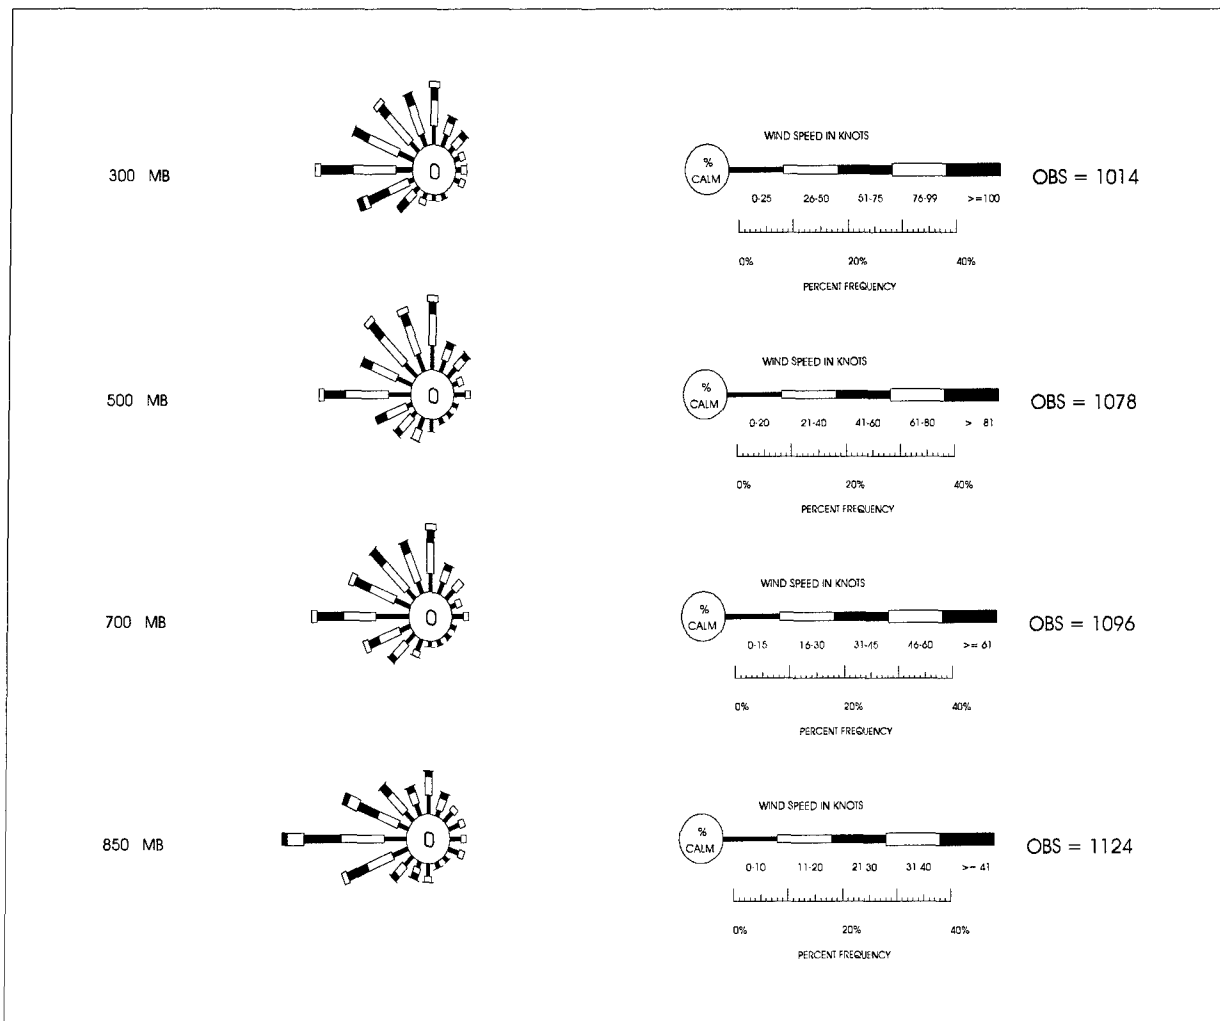 WIND SPEED IN KNOTS
300 MB
0
% CALM
0-25 26-50 51-75 76-99 >=100
OBS = 1014
0% 20% 40%
PERCENT FREQUENCY
WIND SPEED IN KNOTS
500 MB
0
% CALM
0-20 21-40 41-60 61-80 > 81
OBS = 1078
0% 20% 40%
PERCENT FREQUENCY
WIND SPEED IN KNOTS
700 MB
0
% CALM
0-15 16-30 31-45 46-60 >= 61
OBS = 1096
0% 20% 40%
PERCENT FREQUENCY
WIND SPEED IN KNOTS
850 MB
0
% CALM
0-10 11-20 21-30 31-40 >= 41
OBS = 1124
0% 20% 40%
PERCENT FREQUENCY